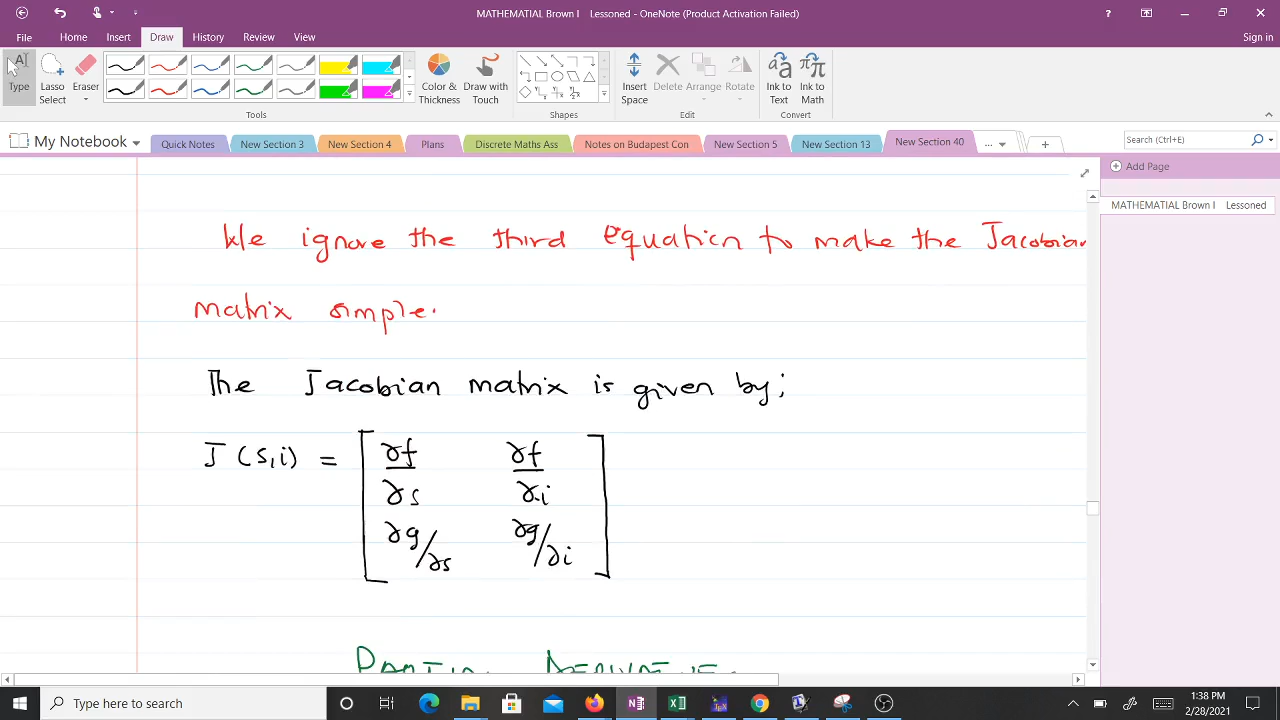 MATHEMATIAL Brown I Lessoned - OneNote (Product Activation Failed)
File Home Insert Draw History Review View Sign in
Type Lasso Select Eraser Color & Thickness Draw with Touch Insert Space Delete Arrange Rotate Ink to Text Ink to Math
Tools Shapes Edit Convert
My Notebook Quick Notes New Section 3 New Section 4 Plans Discrete Maths Ass Notes on Budapest Con New Section 5 New Section 13 New Section 40 ... Search (Ctrl+E)
Add Page
MATHEMATIAL Brown I Lessoned
We ignore the third Equation to make the Jacobian
matrix simple.
The Jacobian matrix is given by;
J (s,i) = [ ∂f/∂s ∂f/∂i
∂g/∂s ∂g/∂i ]
PARTIAL DERIVATIVE
Type here to search
1:38 PM
2/28/2021